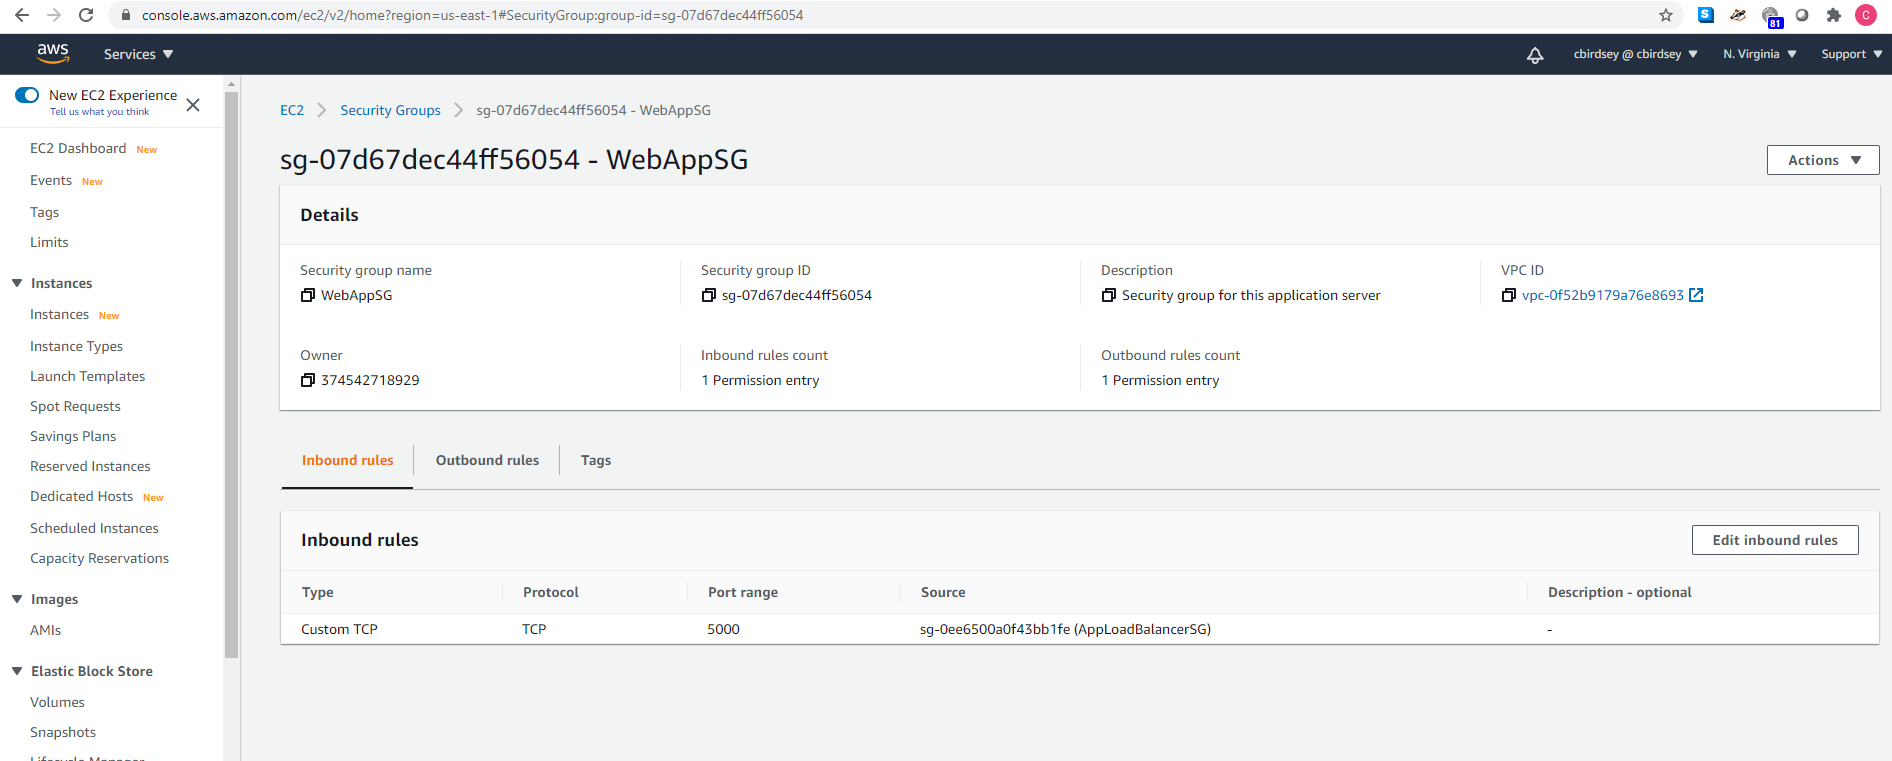 console.aws.amazon.com/ec2/v2/home?region=us-east-1#SecurityGroup:group-id=sg-07d67dec44ff56054
S
81
C
aws
Services
cbirdsey @ cbirdsey
N. Virginia
Support
New EC2 Experience
Tell us what you think
EC2 Dashboard New
Events New
Tags
Limits
Instances
Instances New
Instance Types
Launch Templates
Spot Requests
Savings Plans
Reserved Instances
Dedicated Hosts New
Scheduled Instances
Capacity Reservations
Images
AMIs
Elastic Block Store
Volumes
Snapshots
Lifecycle Manager
EC2 > Security Groups > sg-07d67dec44ff56054 - WebAppSG
sg-07d67dec44ff56054 - WebAppSG
Actions
Details
Security group name
WebAppSG
Security group ID
sg-07d67dec44ff56054
Description
Security group for this application server
VPC ID
vpc-0f52b9179a76e8693
Owner
374542718929
Inbound rules count
1 Permission entry
Outbound rules count
1 Permission entry
Inbound rules
Outbound rules
Tags
Inbound rules
Edit inbound rules
Type Protocol Port range Source Description - optional
Custom TCP TCP 5000 sg-0ee6500a0f43bb1fe (AppLoadBalancerSG) -